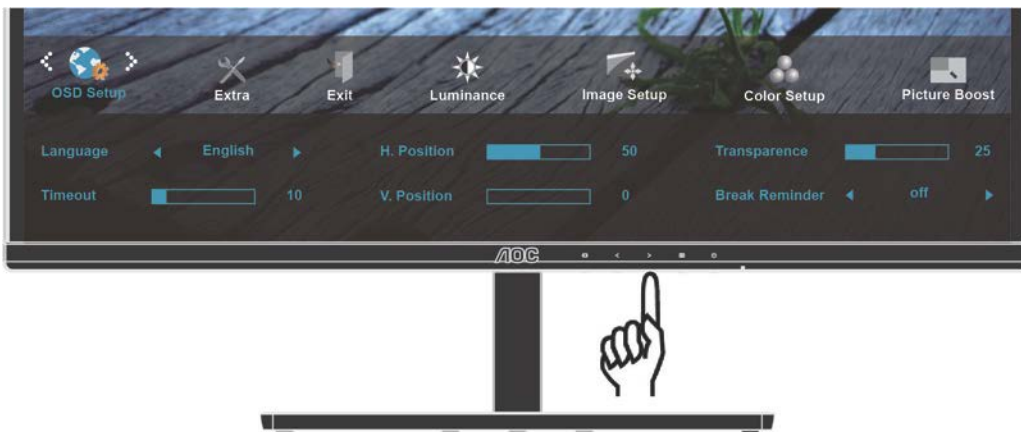 OSD Setup Extra Exit Luminance Image Setup Color Setup Picture Boost
Language English H. Position 50 Transparence 25
Timeout 10 V. Position 0 Break Reminder off
AOC